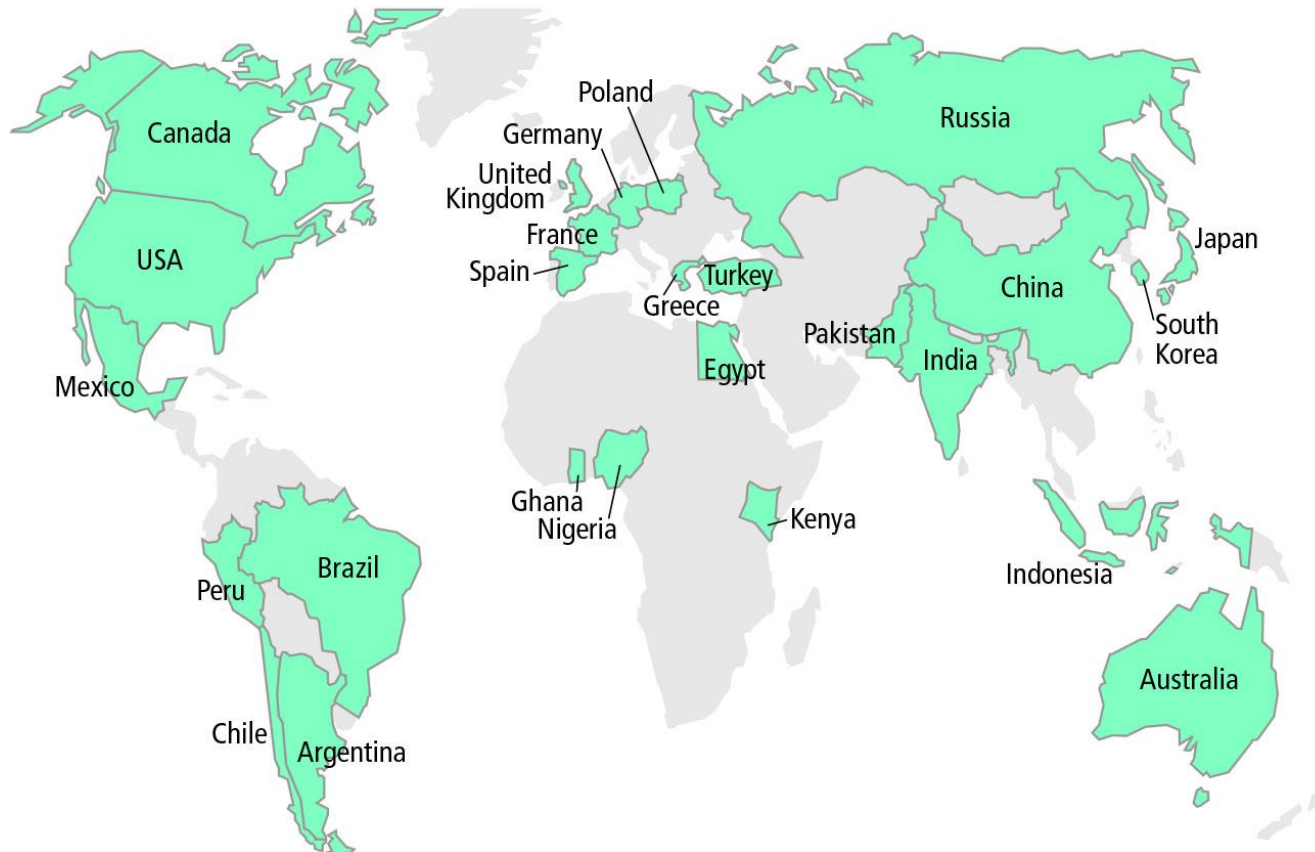 Poland
Russia
Canada
Germany
United
Kingdom
France
Japan
USA
Spain
Turkey
China
Greece
South
Korea
Pakistan
India
Egypt
Mexico
Ghana
Nigeria
Kenya
Brazil
Indonesia
Peru
Australia
Chile
Argentina